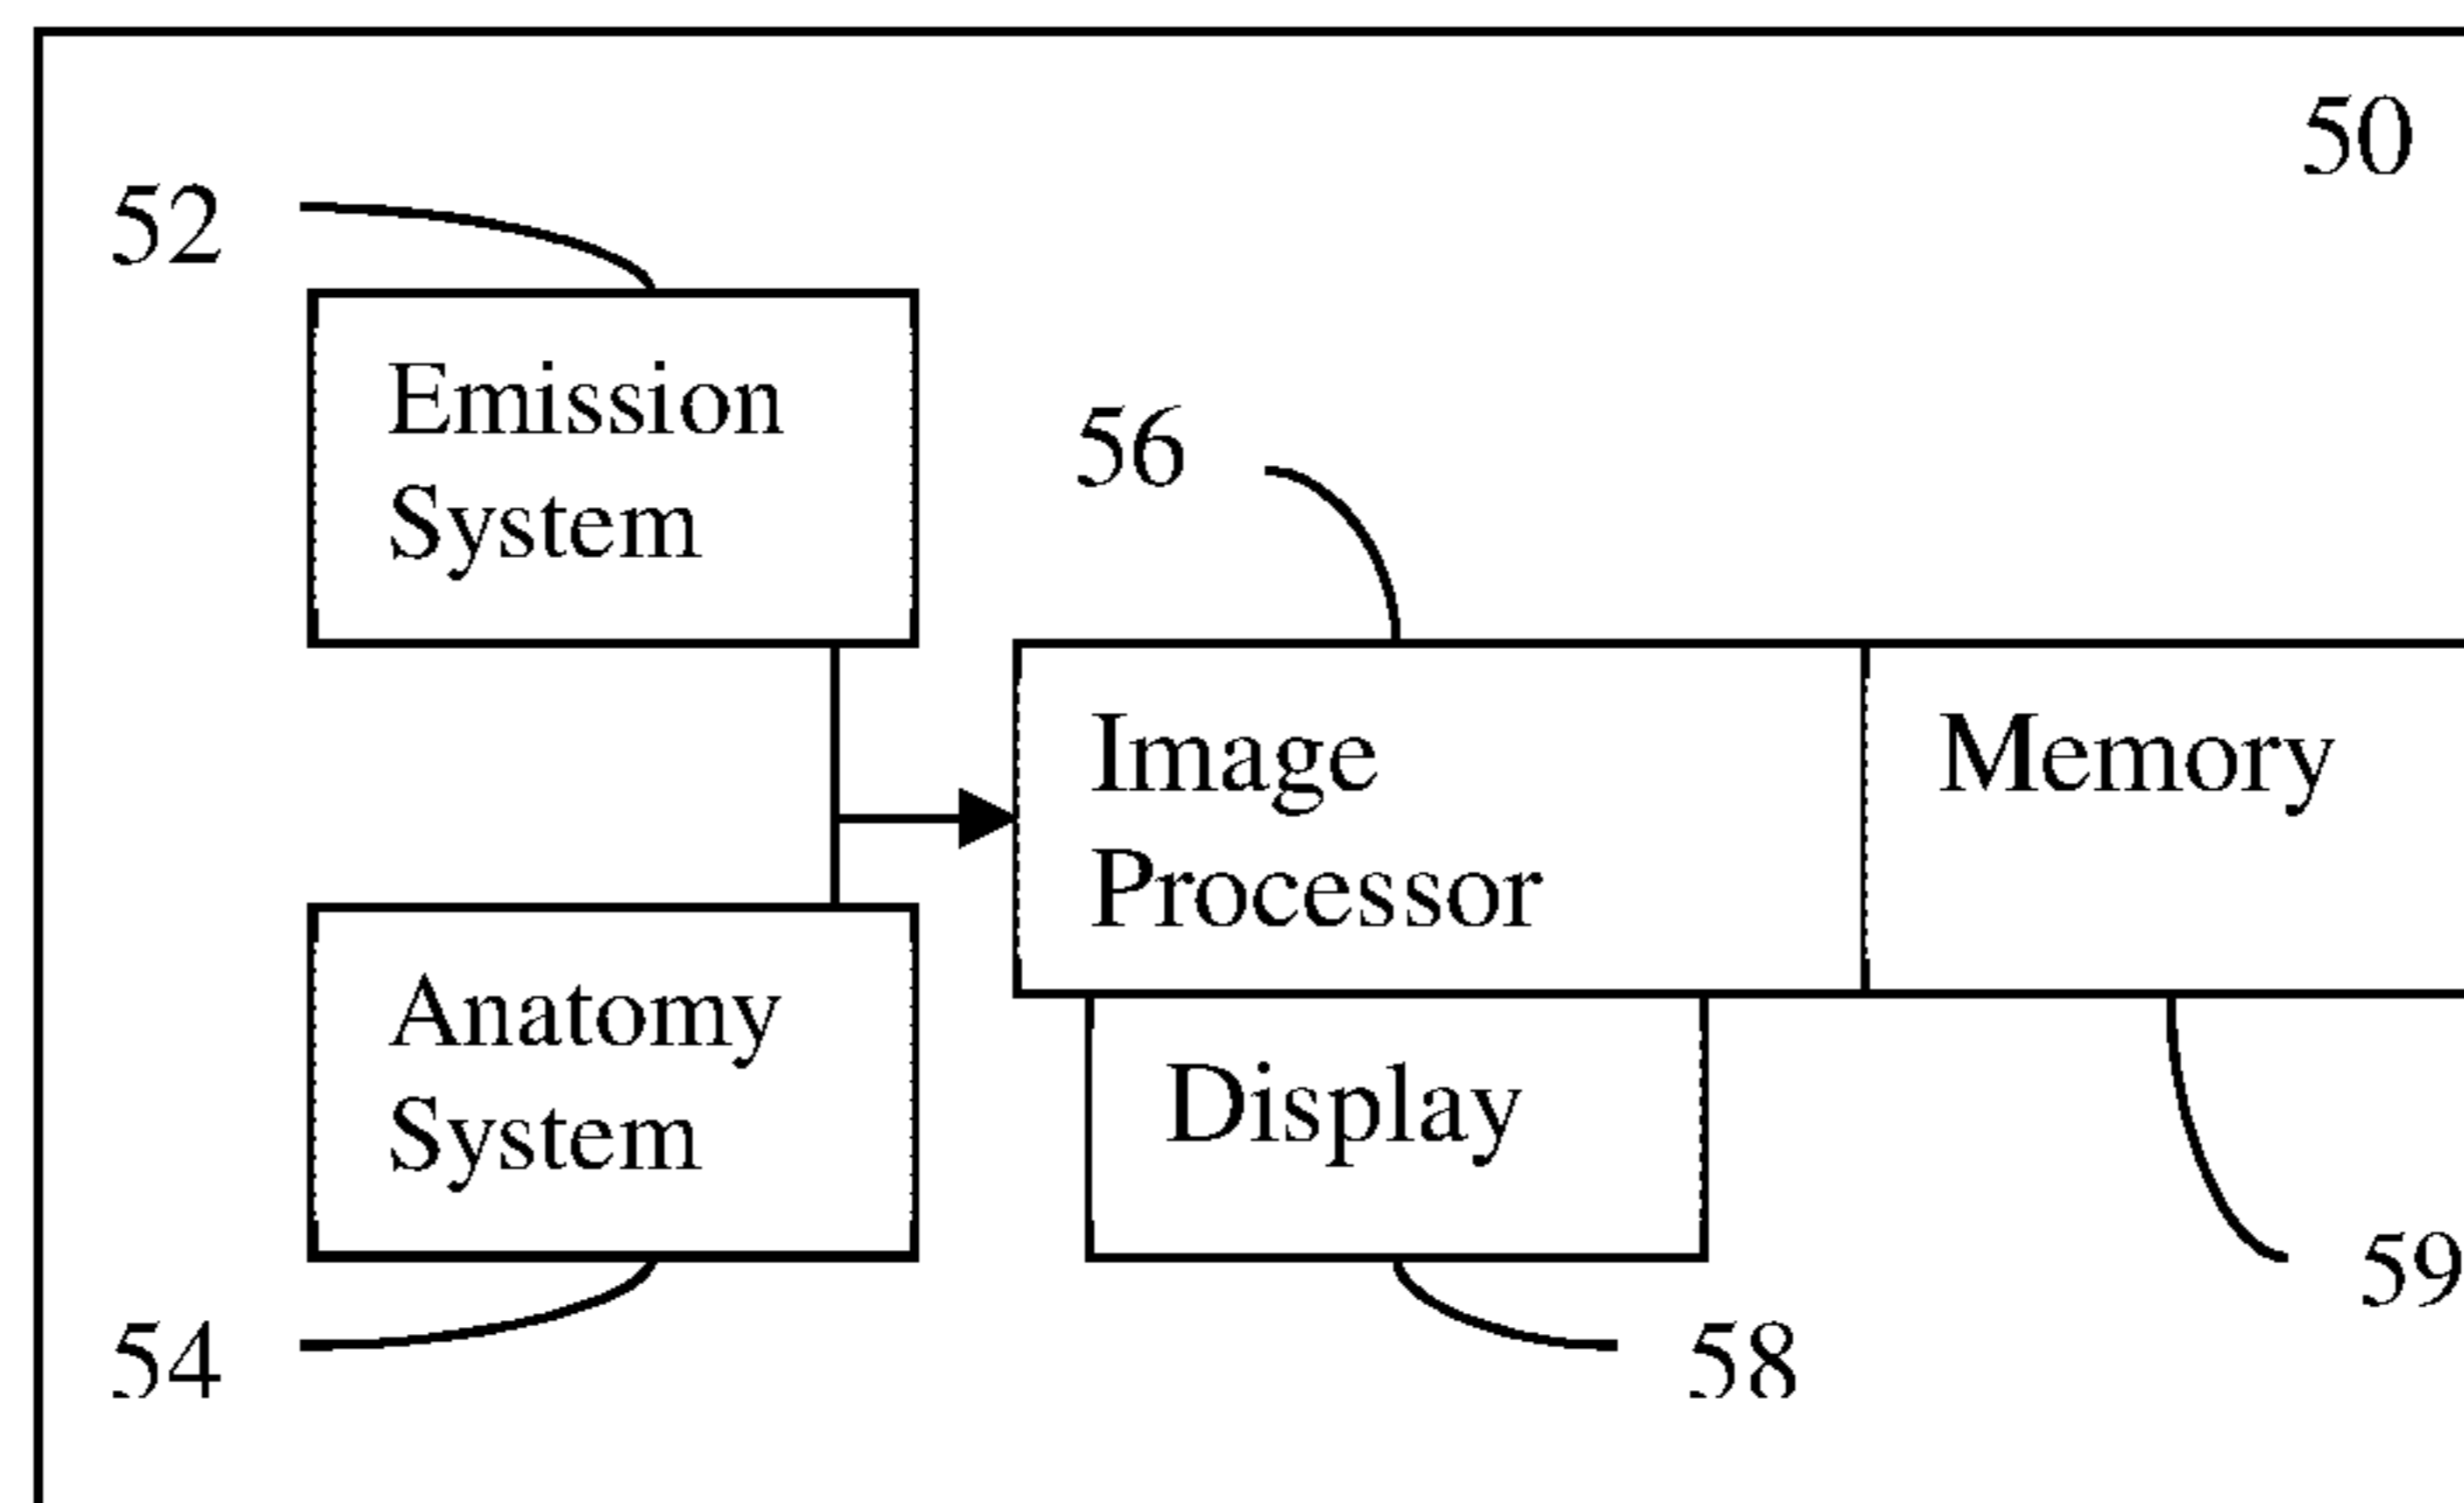 50
52
Emission
System
56
Image
Processor
Memory
Anatomy
System
Display
59
54
58